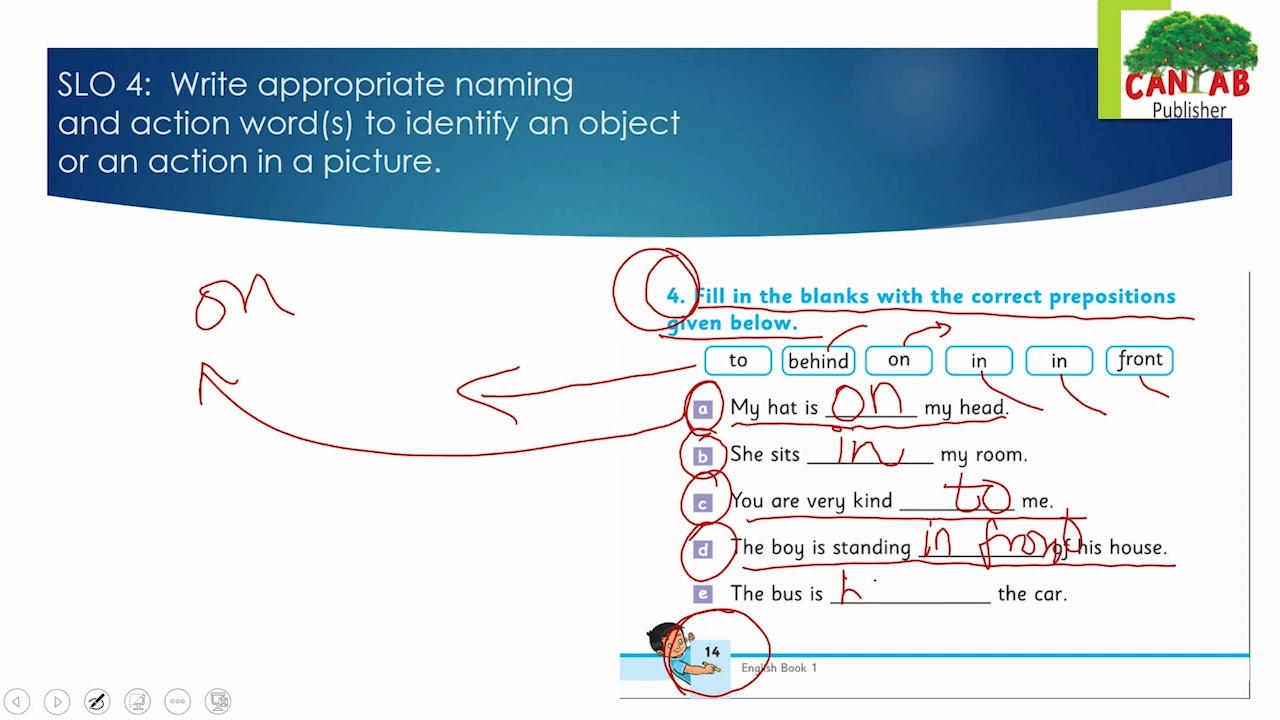 SLO 4: Write appropriate naming
and action word(s) to identify an object
or an action in a picture.
CANTAB
Publisher
on
4. Fill in the blanks with the correct prepositions
given below.
to behind on in in front
a My hat is on my head.
b She sits in my room.
c You are very kind to me.
d The boy is standing in front of his house.
e The bus is ________ the car.
14
English Book 1